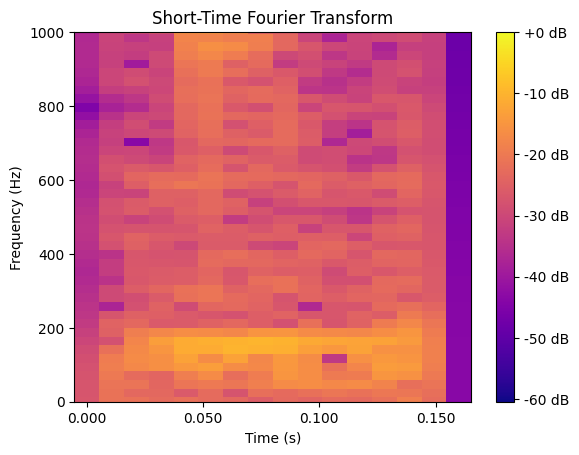 Short-Time Fourier Transform
1000
800
600
400
200
0
Frequency (Hz)
0.000
0.050
0.100
0.150
Time (s)
+0 dB
-10 dB
-20 dB
-30 dB
-40 dB
-50 dB
-60 dB